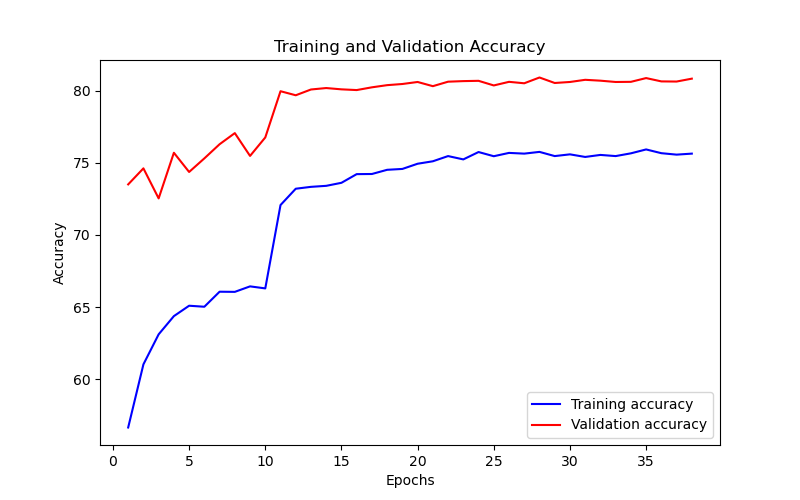 Training and Validation Accuracy
80
75
70
65
60
Accuracy
0 5 10 15 20 25 30 35
Epochs
Training accuracy
Validation accuracy